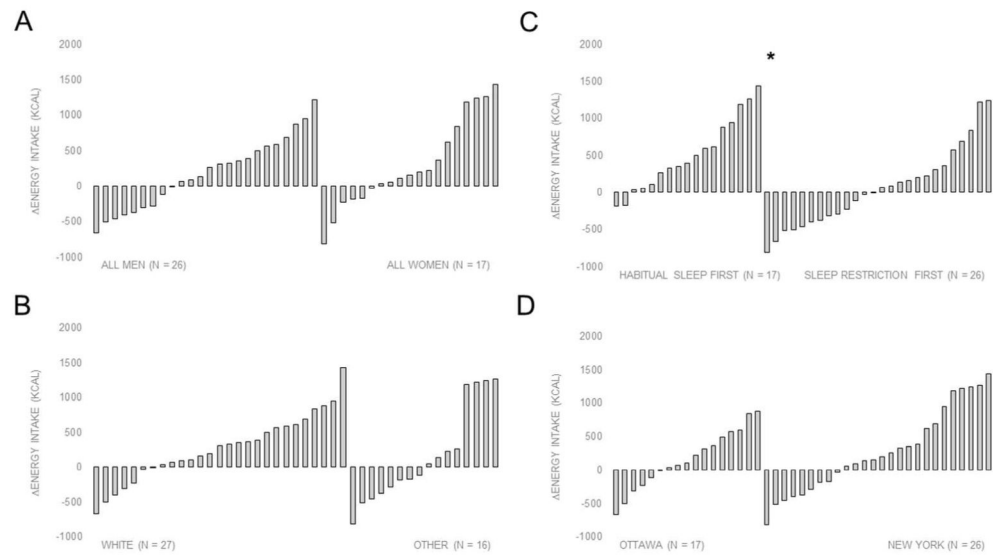 A
ΔENERGY INTAKE (KCAL)
2000
1500
1000
500
0
-500
-1000
ALL MEN (N = 26)
ALL WOMEN (N = 17)
B
ΔENERGY INTAKE (KCAL)
2000
1500
1000
500
0
-500
-1000
WHITE (N = 27)
OTHER (N = 16)
C
ΔENERGY INTAKE (KCAL)
2000
1500
1000
500
0
-500
-1000
*
HABITUAL SLEEP FIRST (N = 17)
SLEEP RESTRICTION FIRST (N = 26)
D
ΔENERGY INTAKE (KCAL)
2000
1500
1000
500
0
-500
-1000
OTTAWA (N = 17)
NEW YORK (N = 26)